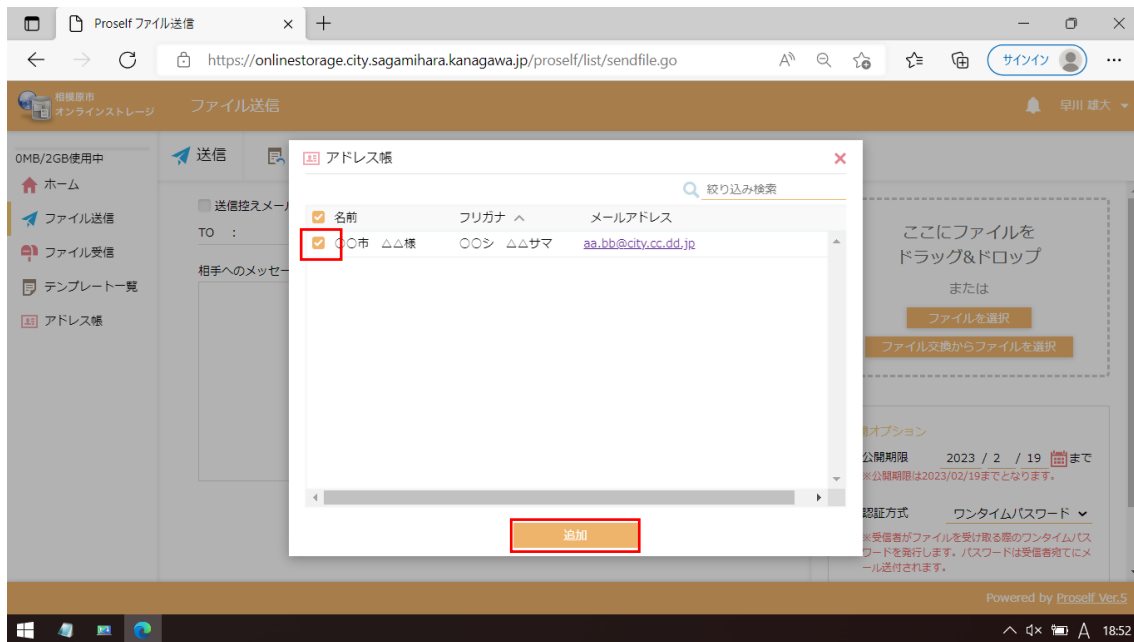 Proself ファイル送信
https://onlinestorage.city.sagamihara.kanagawa.jp/proself/list/sendfile.go
サインイン
相模原市
オンラインストレージ
ファイル送信
早川 雄大
0MB/2GB使用中
ホーム
ファイル送信
ファイル受信
テンプレート一覧
アドレス帳
送信
送信控えメー
TO :
相手へのメッセー
アドレス帳
絞り込み検索
名前 フリガナ メールアドレス
○○市 △△様 ○○シ △△サマ aa.bb@city.cc.dd.jp
追加
ここにファイルを
ドラッグ&ドロップ
または
ファイルを選択
ファイル交換からファイルを選択
オプション
公開期限 2023 / 2 / 19 まで
※公開期限は2023/02/19までとなります。
認証方式 ワンタイムパスワード
※受信者がファイルを受け取る際のワンタイムパス
ワードを発行します。パスワードは受信者宛てにメ
ール送付されます。
Powered by Proself Ver.5
A 18:52